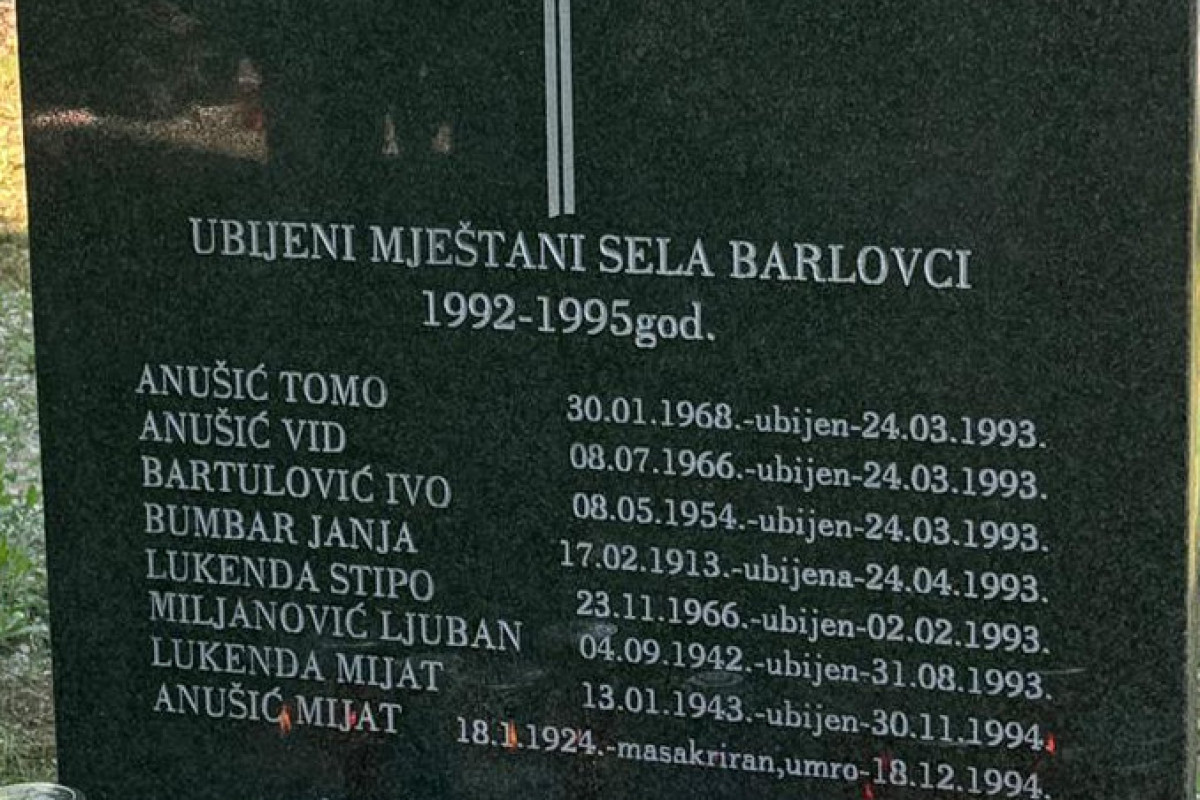 UBIJENI MJEŠTANI SELA BARLOVCI
1992-1995god.
ANUŠIĆ TOMO 30.01.1968.-ubijen-24.03.1993.
ANUŠIĆ VID 08.07.1966.-ubijen-24.03.1993.
BARTULOVIĆ IVO 08.05.1954.-ubijen-24.03.1993.
BUMBAR JANJA 17.02.1913.-ubijena-24.04.1993.
LUKENDA STIPO 23.11.1966.-ubijen-02.02.1993.
MILJANOVIĆ LJUBAN 04.09.1942.-ubijen-31.08.1993.
LUKENDA MIJAT 13.01.1943.-ubijen-30.11.1994.
ANUŠIĆ MIJAT 18.1.1924.-masakriran,umro-18.12.1994.